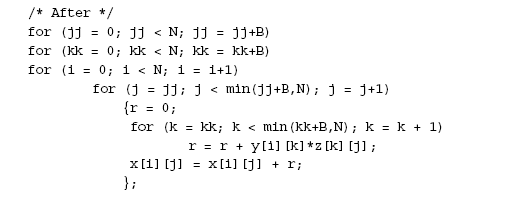 /* After */
for (jj = 0; jj < N; jj = jj+B)
for (kk = 0; kk < N; kk = kk+B)
for (i = 0; i < N; i = i+1)
for (j = jj; j < min(jj+B,N); j = j+1)
{r = 0;
for (k = kk; k < min(kk+B,N); k = k + 1)
r = r + y[i][k]*z[k][j];
x[i][j] = x[i][j] + r;
};